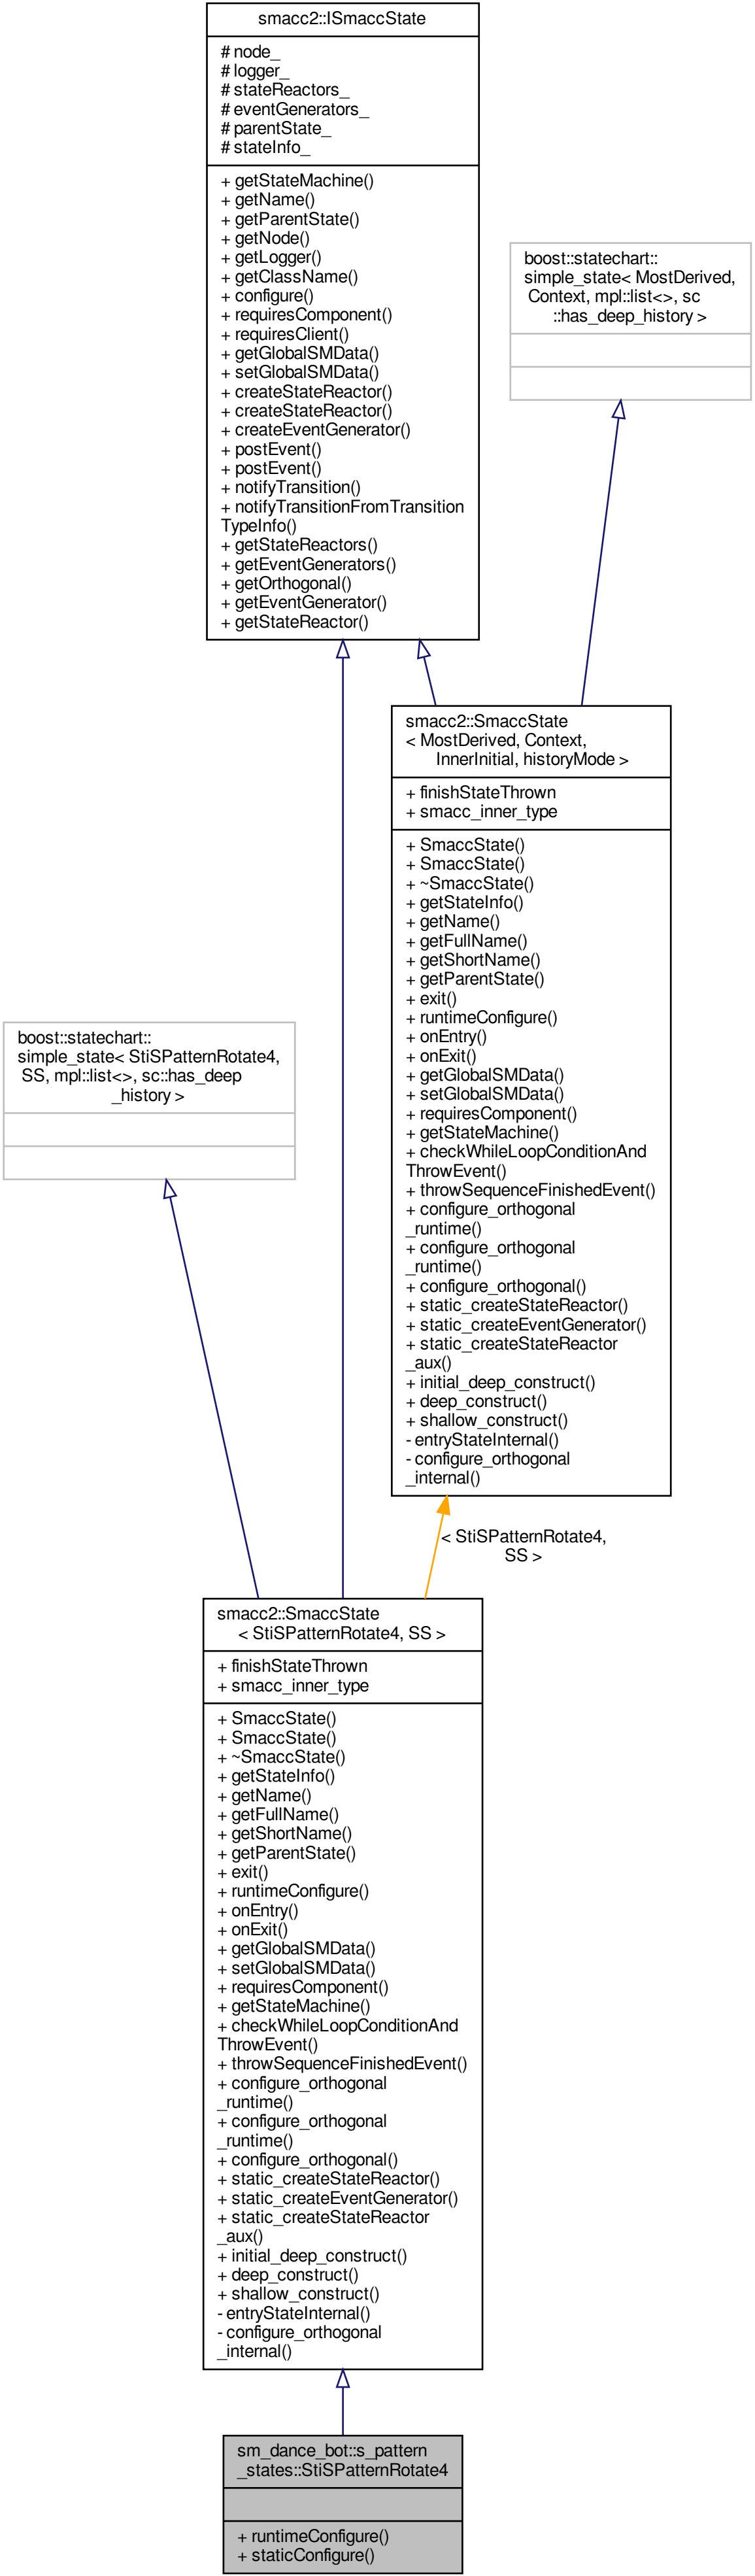 smacc2::ISmaccState
# node_
# logger_
# stateReactors_
# eventGenerators_
# parentState_
# stateInfo_
+ getStateMachine()
+ getName()
+ getParentState()
+ getNode()
+ getLogger()
+ getClassName()
+ configure()
+ requiresComponent()
+ requiresClient()
+ getGlobalSMData()
+ setGlobalSMData()
+ createStateReactor()
+ createStateReactor()
+ createEventGenerator()
+ postEvent()
+ postEvent()
+ notifyTransition()
+ notifyTransitionFromTransition
TypeInfo()
+ getStateReactors()
+ getEventGenerators()
+ getOrthogonal()
+ getEventGenerator()
+ getStateReactor()
boost::statechart::
simple_state< MostDerived,
Context, mpl::list<>, sc
::has_deep_history >
smacc2::SmaccState
< MostDerived, Context,
InnerInitial, historyMode >
+ finishStateThrown
+ smacc_inner_type
+ SmaccState()
+ SmaccState()
+ ~SmaccState()
+ getStateInfo()
+ getName()
+ getFullName()
+ getShortName()
+ getParentState()
+ exit()
+ runtimeConfigure()
+ onEntry()
+ onExit()
+ getGlobalSMData()
+ setGlobalSMData()
+ requiresComponent()
+ getStateMachine()
+ checkWhileLoopConditionAnd
ThrowEvent()
+ throwSequenceFinishedEvent()
+ configure_orthogonal
_runtime()
+ configure_orthogonal
_runtime()
+ configure_orthogonal()
+ static_createStateReactor()
+ static_createEventGenerator()
+ static_createStateReactor
_aux()
+ initial_deep_construct()
+ deep_construct()
+ shallow_construct()
- entryStateInternal()
- configure_orthogonal
_internal()
boost::statechart::
simple_state< StiSPatternRotate4,
SS, mpl::list<>, sc::has_deep
_history >
< StiSPatternRotate4,
SS >
smacc2::SmaccState
< StiSPatternRotate4, SS >
+ finishStateThrown
+ smacc_inner_type
+ SmaccState()
+ SmaccState()
+ ~SmaccState()
+ getStateInfo()
+ getName()
+ getFullName()
+ getShortName()
+ getParentState()
+ exit()
+ runtimeConfigure()
+ onEntry()
+ onExit()
+ getGlobalSMData()
+ setGlobalSMData()
+ requiresComponent()
+ getStateMachine()
+ checkWhileLoopConditionAnd
ThrowEvent()
+ throwSequenceFinishedEvent()
+ configure_orthogonal
_runtime()
+ configure_orthogonal
_runtime()
+ configure_orthogonal()
+ static_createStateReactor()
+ static_createEventGenerator()
+ static_createStateReactor
_aux()
+ initial_deep_construct()
+ deep_construct()
+ shallow_construct()
- entryStateInternal()
- configure_orthogonal
_internal()
sm_dance_bot::s_pattern
_states::StiSPatternRotate4
+ runtimeConfigure()
+ staticConfigure()